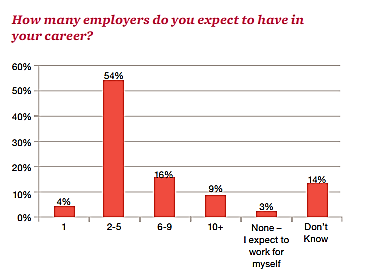 How many employers do you expect to have in
your career?
60%
50%
40%
30%
20%
10%
0%
54%
4%
16%
9%
3%
14%
1
2-5
6-9
10+
None –
I expect to
work for
myself
Don't
Know